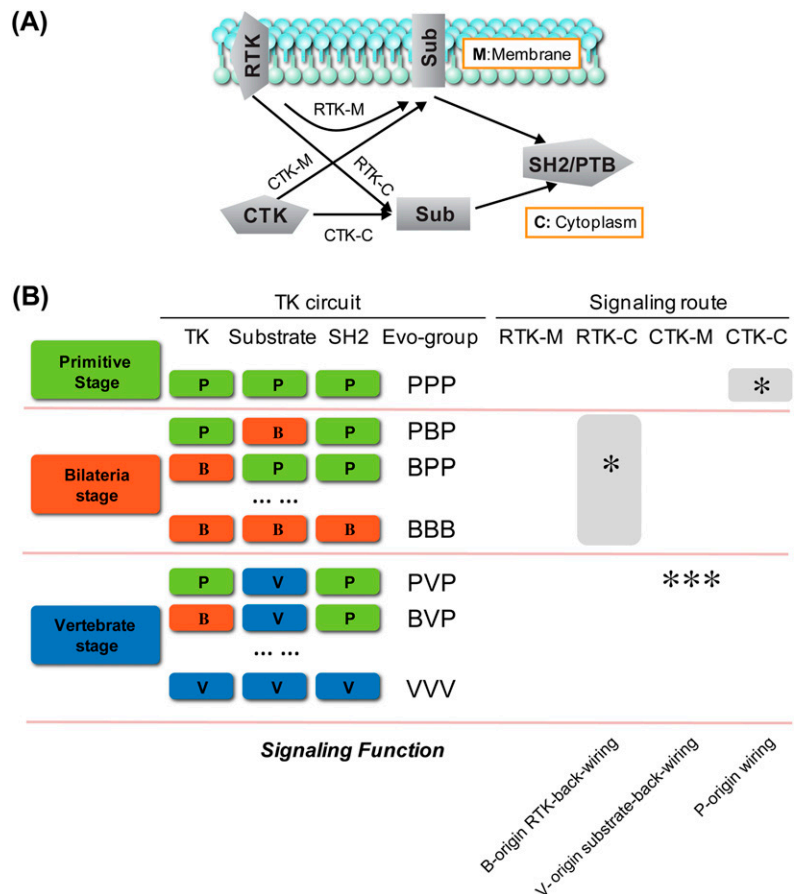 (A)
RTK
Sub
M:Membrane
RTK-M
CTK-M
RTK-C
SH2/PTB
CTK
Sub
CTK-C
C: Cytoplasm
(B)
TK circuit Signaling route
TK Substrate SH2 Evo-group RTK-M RTK-C CTK-M CTK-C
Primitive
Stage
P P P PPP *
P B P PBP
Bilateria
stage
B P P BPP *
... ...
B B B BBB
P V P PVP ***
Vertebrate
stage
B V P BVP
... ...
V V V VVV
Signaling Function
B-origin RTK-back-wiring
V- origin substrate-back-wiring
P-origin wiring